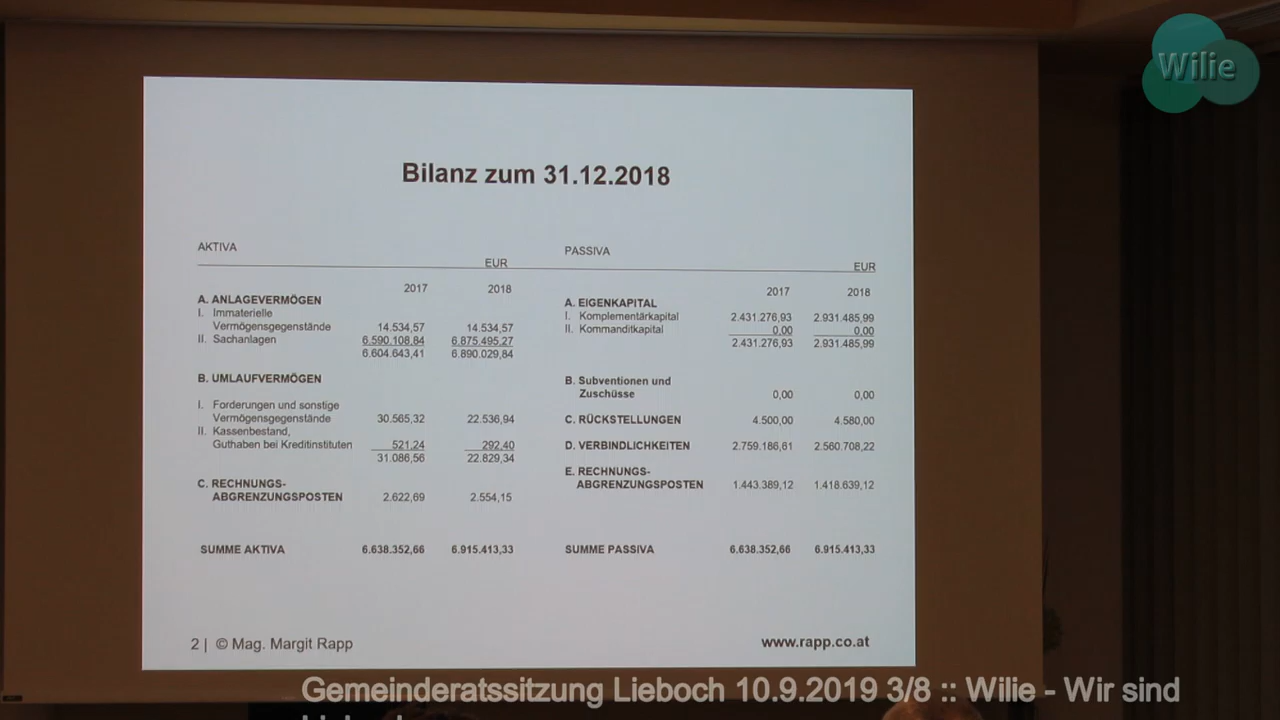 Wilie
Bilanz zum 31.12.2018
AKTIVA
EUR
2017 2018
A. ANLAGEVERMÖGEN
I. Immaterielle
Vermögensgegenstände 14.534,57 14.534,57
II. Sachanlagen 6.590.108,84 6.875.495,27
6.604.643,41 6.890.029,84
B. UMLAUFVERMÖGEN
I. Forderungen und sonstige
Vermögensgegenstände 30.565,32 22.536,94
II. Kassenbestand,
Guthaben bei Kreditinstituten 521,24 292,40
31.086,56 22.829,34
C. RECHNUNGS-
ABGRENZUNGSPOSTEN 2.622,69 2.554,15
SUMME AKTIVA 6.638.352,66 6.915.413,33
PASSIVA
EUR
2017 2018
A. EIGENKAPITAL
I. Komplementärkapital 2.431.276,93 2.931.485,99
II. Kommanditkapital 0,00 0,00
2.431.276,93 2.931.485,99
B. Subventionen und
Zuschüsse 0,00 0,00
C. RÜCKSTELLUNGEN 4.500,00 4.580,00
D. VERBINDLICHKEITEN 2.759.186,61 2.560.708,22
E. RECHNUNGS-
ABGRENZUNGSPOSTEN 1.443.389,12 1.418.639,12
SUMME PASSIVA 6.638.352,66 6.915.413,33
2 | © Mag. Margit Rapp
www.rapp.co.at
Gemeinderatssitzung Lieboch 10.9.2019 3/8 :: Wilie - Wir sind